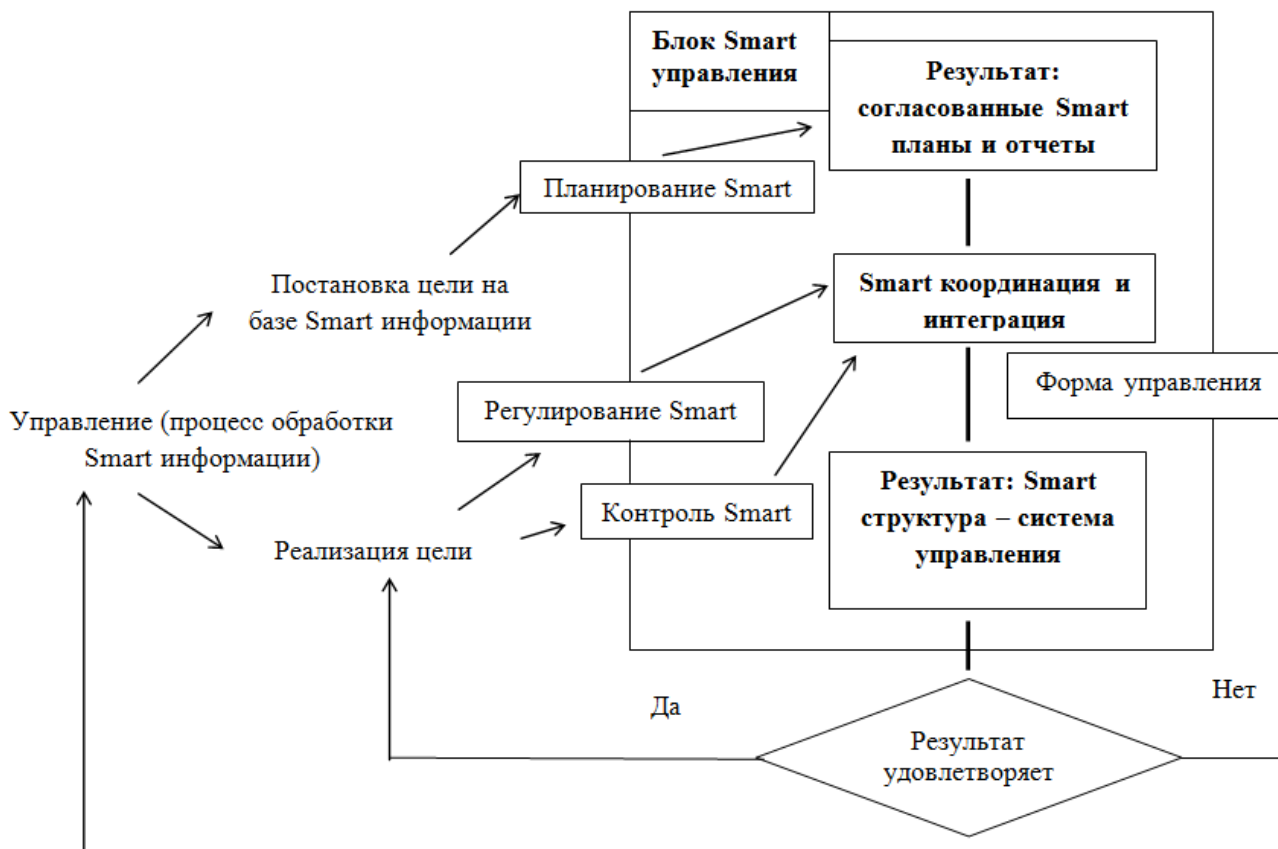 Блок Smart
управления
Результат:
согласованные Smart
планы и отчеты
Планирование Smart
Постановка цели на
базе Smart информации
Smart координация и
интеграция
Форма управления
Регулирование Smart
Управление (процесс обработки
Smart информации)
Контроль Smart
Результат: Smart
структура – система
управления
Реализация цели
Да
Нет
Результат
удовлетворяет